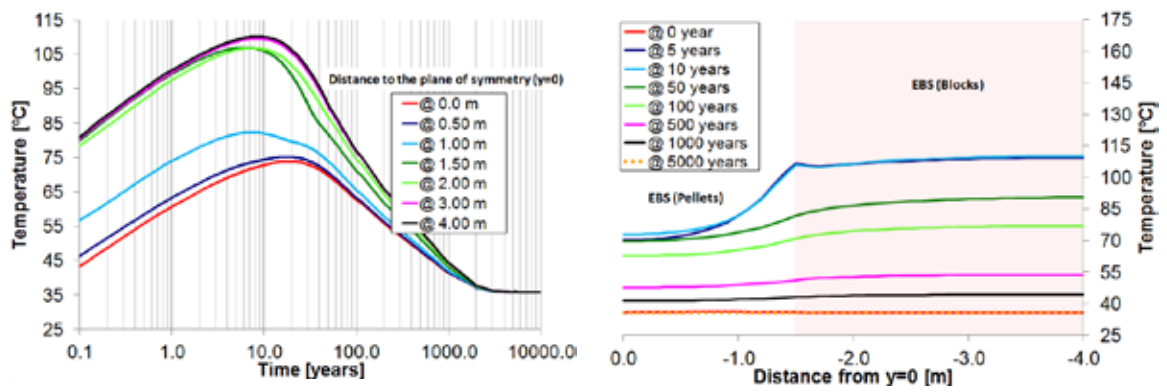 115
105
95
85
75
65
55
45
35
25
Temperature [°C]
Distance to the plane of symmetry (y=0)
@ 0.0 m
@ 0.50 m
@ 1.00 m
@ 1.50 m
@ 2.00 m
@ 3.00 m
@ 4.00 m
0.1 1.0 10.0 100.0 1000.0 10000.0
Time [years]
@ 0 year
@ 5 years
@ 10 years
@ 50 years
@ 100 years
@ 500 years
@ 1000 years
@ 5000 years
EBS (Blocks)
EBS (Pellets)
175
160
145
130
115
100
85
70
55
40
25
Temperature [°C]
0.0 -1.0 -2.0 -3.0 -4.0
Distance from y=0 [m]